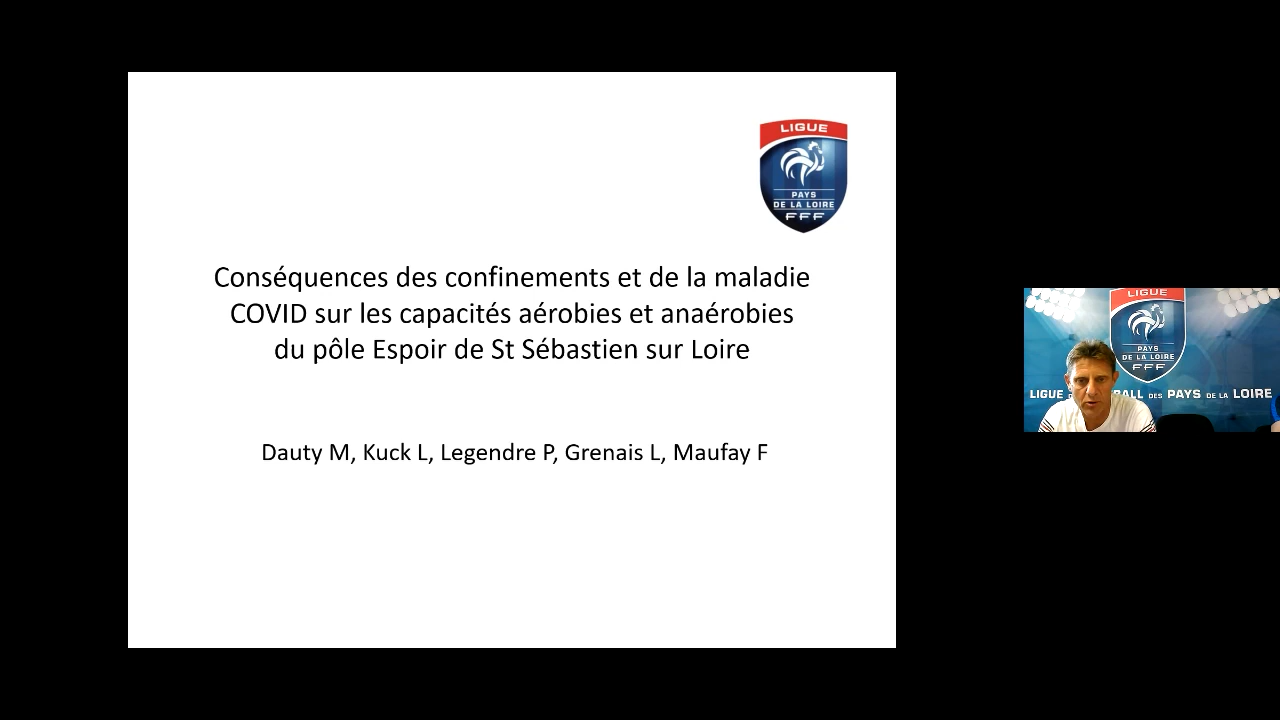 LIGUE
PAYS
DE LA LOIRE
FFF
Conséquences des confinements et de la maladie
COVID sur les capacités aérobies et anaérobies
du pôle Espoir de St Sébastien sur Loire
Dauty M, Kuck L, Legendre P, Grenais L, Maufay F
LIGUE
PAYS
DE LA LOIRE
FFF
LIGUE DES PAYS DE LA LOIRE